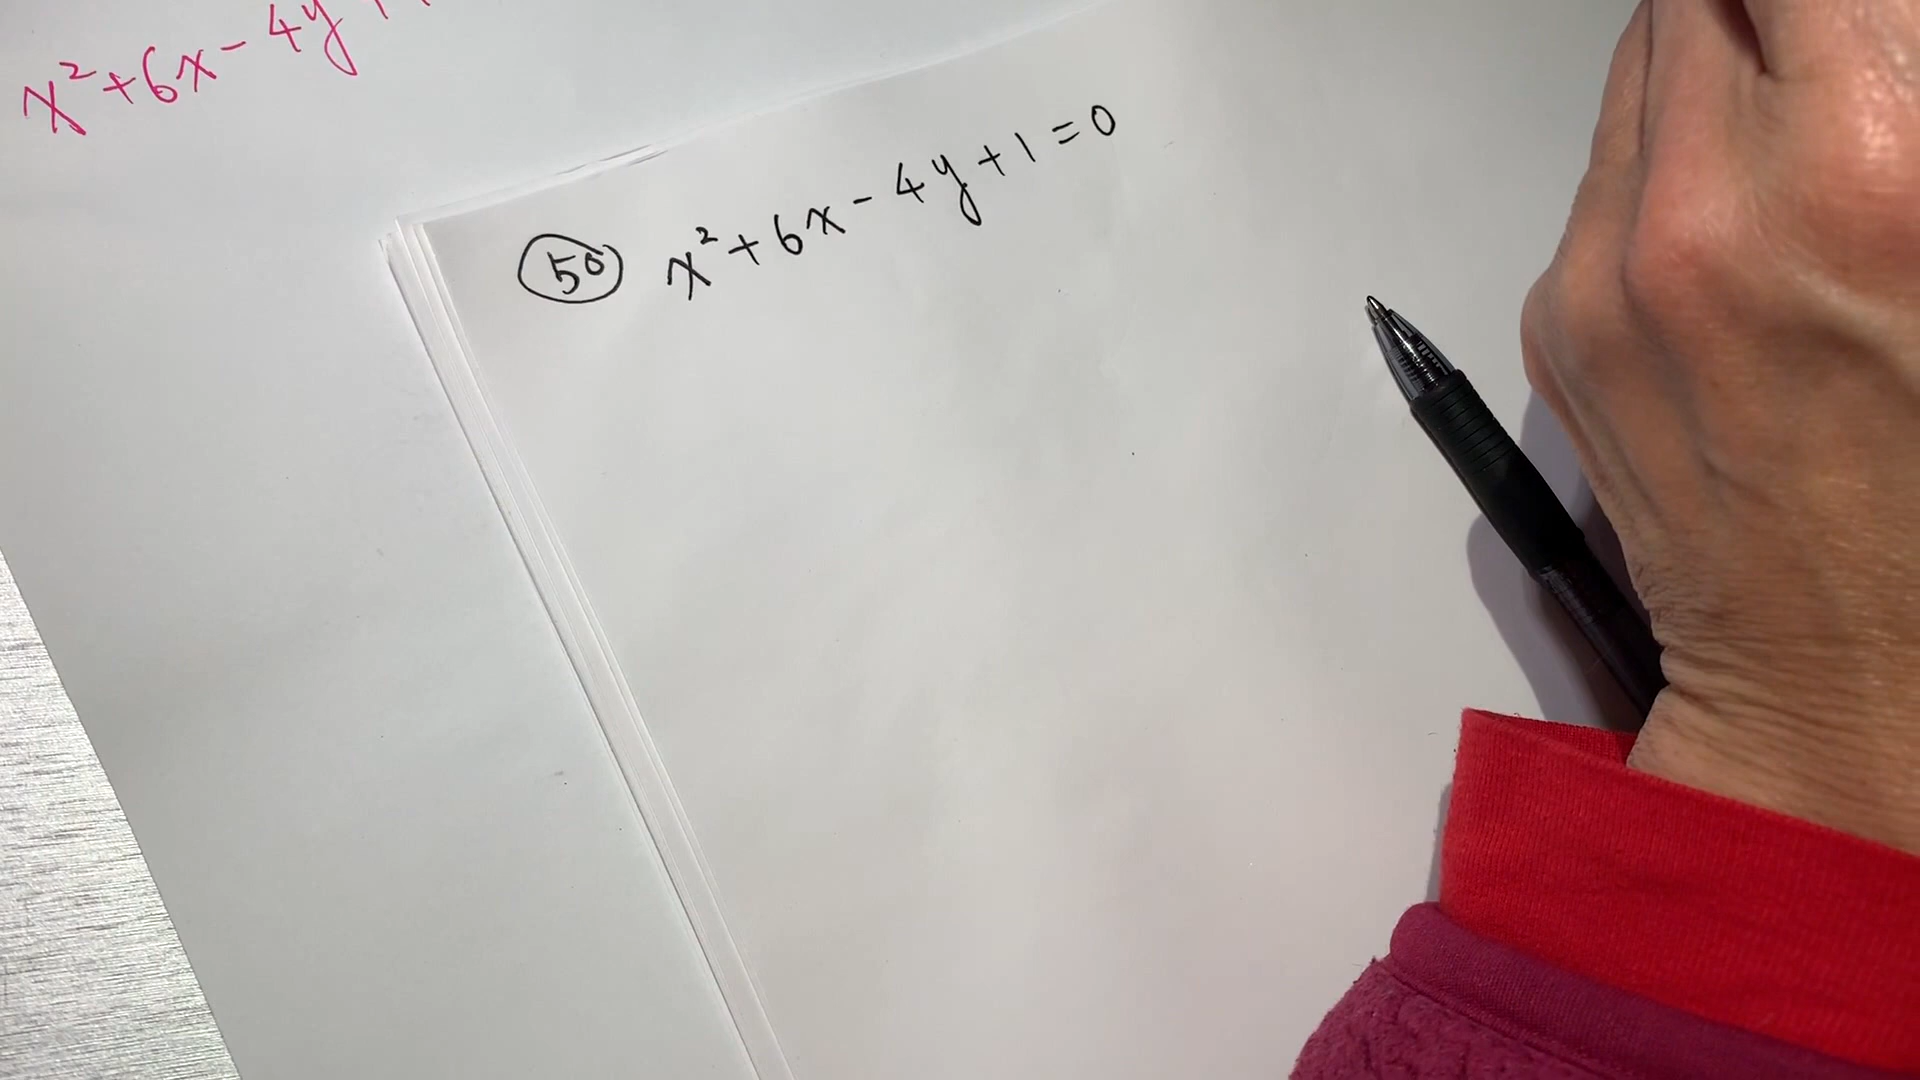 x² + 6x - 4y
50 x² + 6x - 4y + 1 = 0